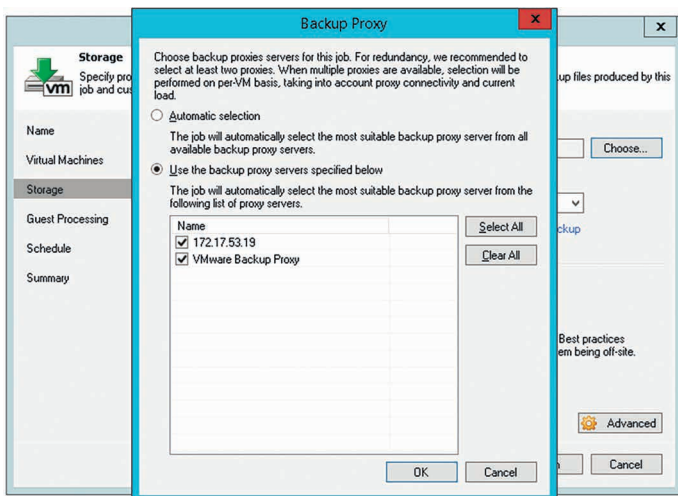 Backup Proxy
X
x
Storage
Specify pro
job and cus
vm
up files produced by this
Name
Virtual Machines
Storage
Guest Processing
Schedule
Summary
Choose backup proxies servers for this job. For redundancy, we recommended to
select at least two proxies. When multiple proxies are available, selection will be
performed on per-VM basis, taking into account proxy connectivity and current
load.
Automatic selection
The job will automatically select the most suitable backup proxy server from all
available backup proxy servers.
Use the backup proxy servers specified below
The job will automatically select the most suitable backup proxy server from the
following list of proxy servers.
Name
172.17.53.19
VMware Backup Proxy
Select All
Clear All
OK
Cancel
Choose...
ckup
Best practices
em being off-site.
Advanced
Cancel